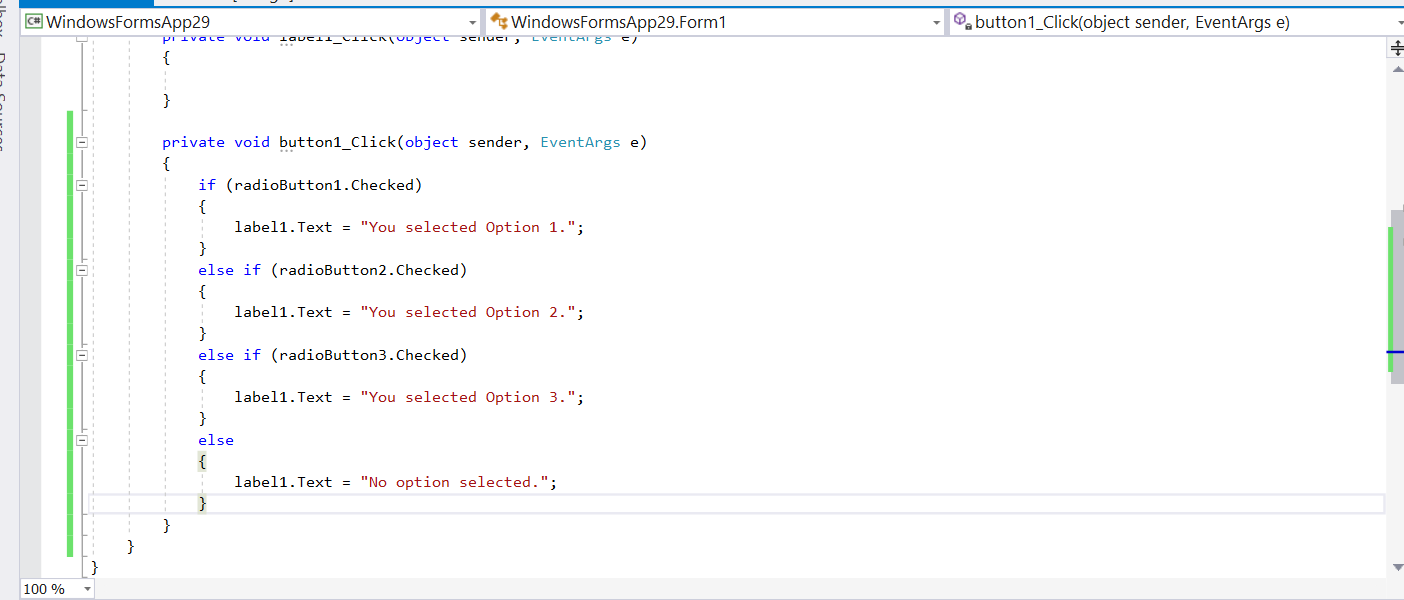 WindowsFormsApp29
WindowsFormsApp29.Form1
button1_Click(object sender, EventArgs e)
Data Sources
private void label1_Click(object sender, EventArgs e)
{
}
private void button1_Click(object sender, EventArgs e)
{
if (radioButton1.Checked)
{
label1.Text = "You selected Option 1.";
}
else if (radioButton2.Checked)
{
label1.Text = "You selected Option 2.";
}
else if (radioButton3.Checked)
{
label1.Text = "You selected Option 3.";
}
else
{
label1.Text = "No option selected.";
}
}
}
}
100 %